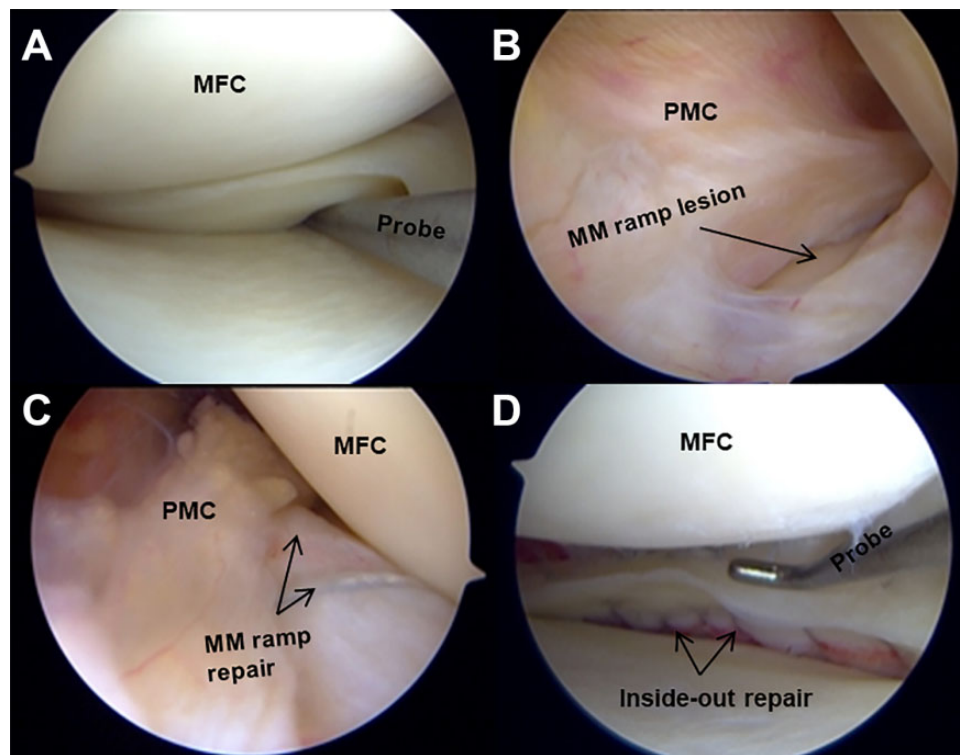 A
MFC
Probe
B
PMC
MM ramp lesion
C
MFC
PMC
MM ramp
repair
D
MFC
Probe
Inside-out repair